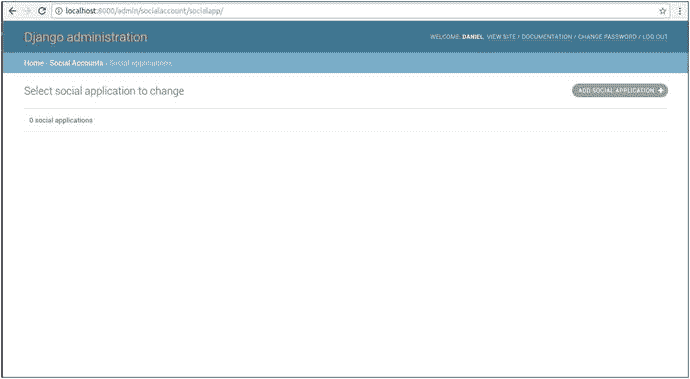 localhost:8000/admin/socialaccount/socialapp/
Django administration
WELCOME, DANIEL. VIEW SITE / DOCUMENTATION / CHANGE PASSWORD / LOG OUT
Home › Social Accounts › Social applications
Select social application to change
ADD SOCIAL APPLICATION +
0 social applications